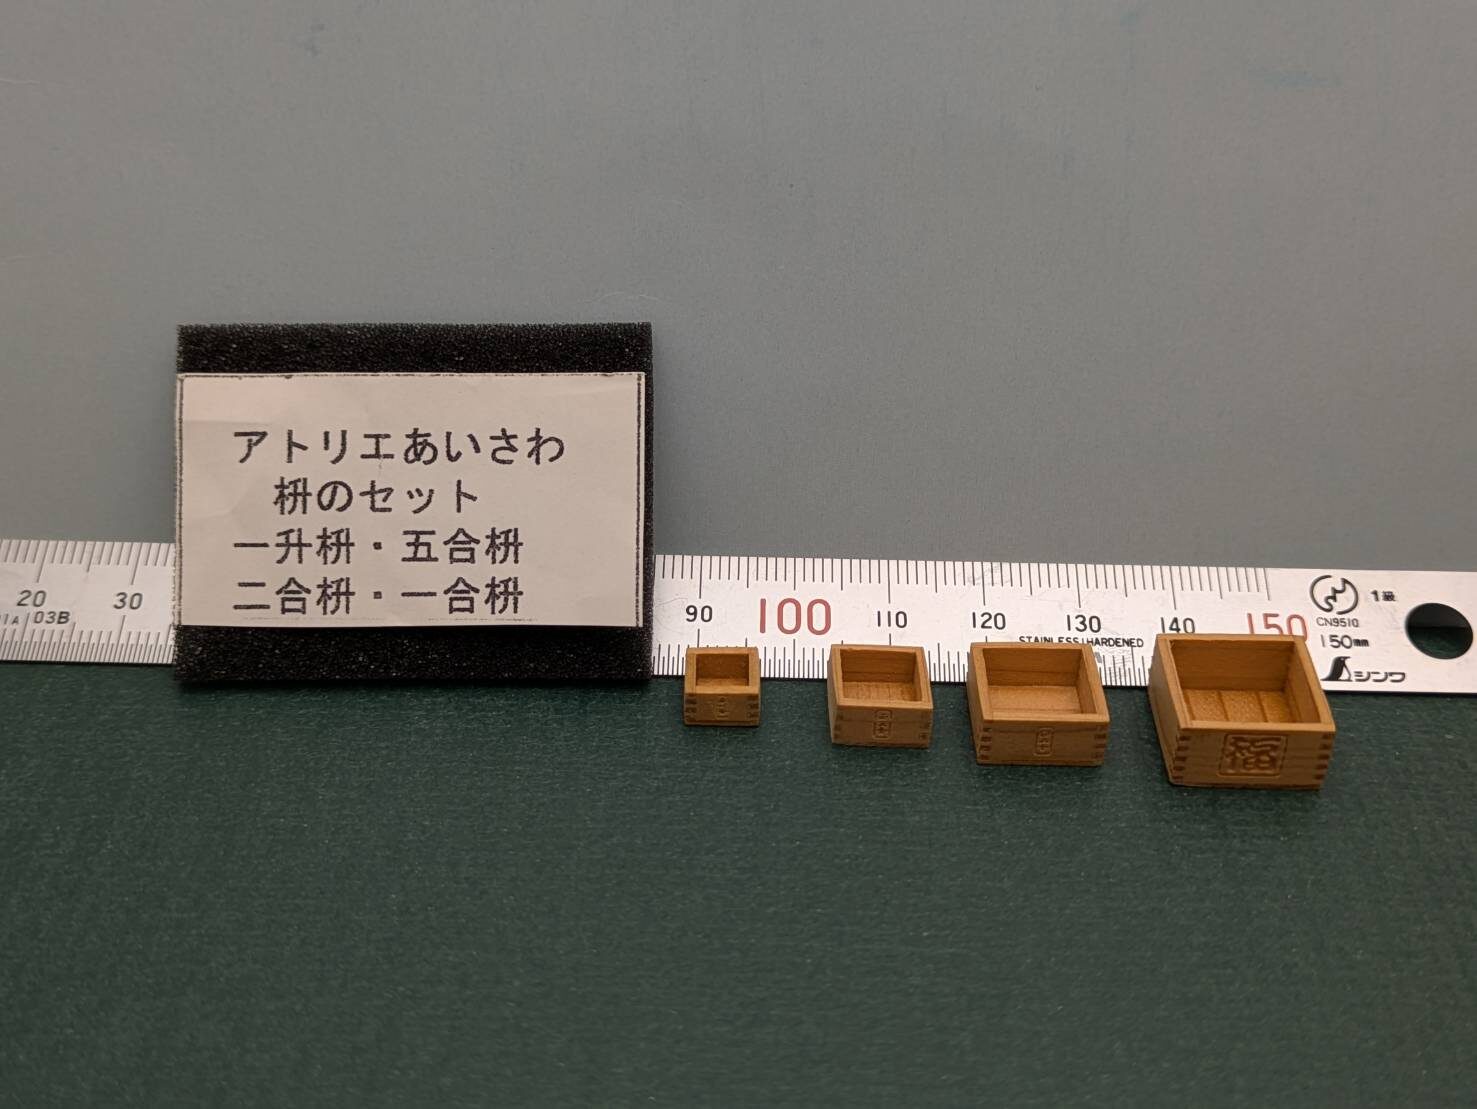 アトリエあいさわ
枡のセット
一升枡・五合枡
二合枡・一合枡
20 30 90 100 110 120 130 140 150
03B
STAINLESS HARDENED
1級
CN9510
150mm
シンワ
福